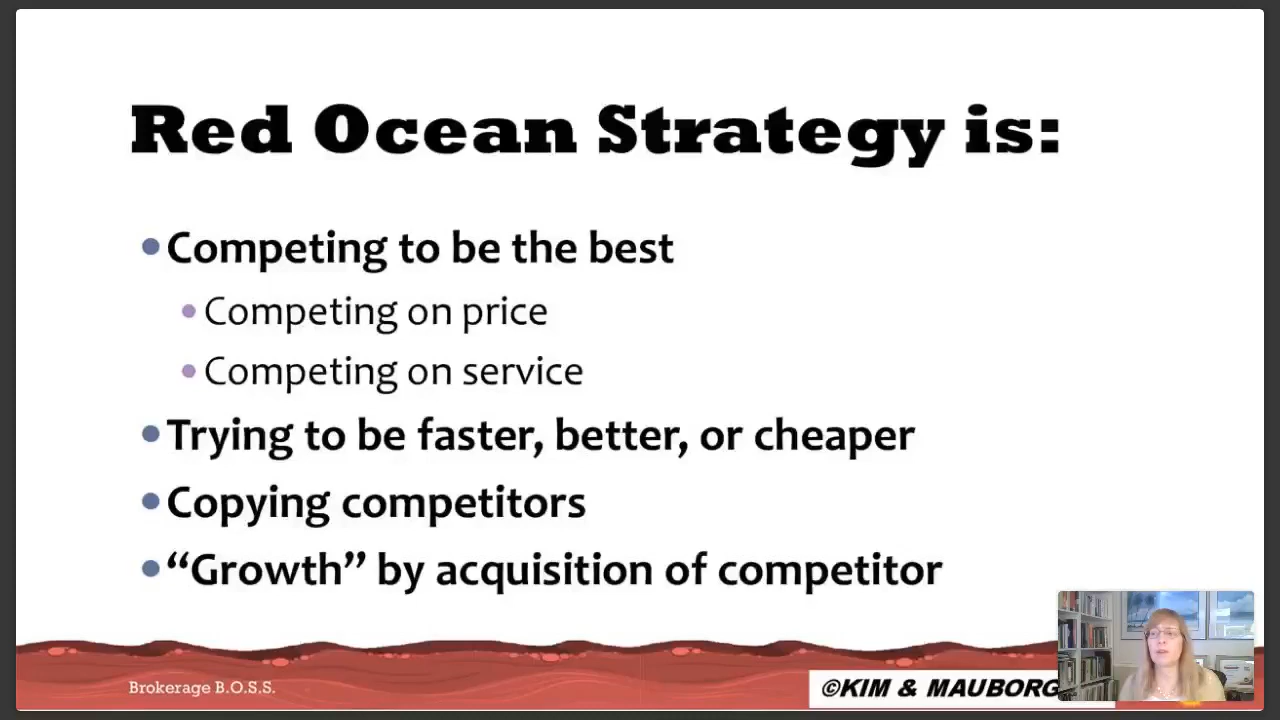 Red Ocean Strategy is:
•Competing to be the best
•Competing on price
•Competing on service
•Trying to be faster, better, or cheaper
•Copying competitors
•“Growth” by acquisition of competitor
Brokerage B.O.S.S.
©KIM & MAUBORG